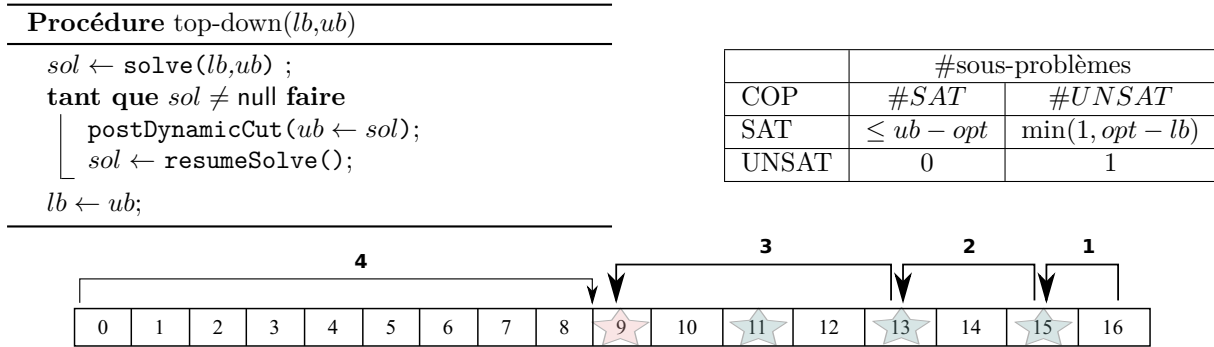 Procédure top-down(lb,ub)
sol ← solve(lb,ub) ;
tant que sol ≠ null faire
postDynamicCut(ub ← sol);
sol ← resumeSolve();
lb ← ub;
#sous-problèmes
COP #SAT #UNSAT
SAT ≤ ub − opt min(1, opt − lb)
UNSAT 0 1
4 3 2 1
0 1 2 3 4 5 6 7 8 9 10 11 12 13 14 15 16